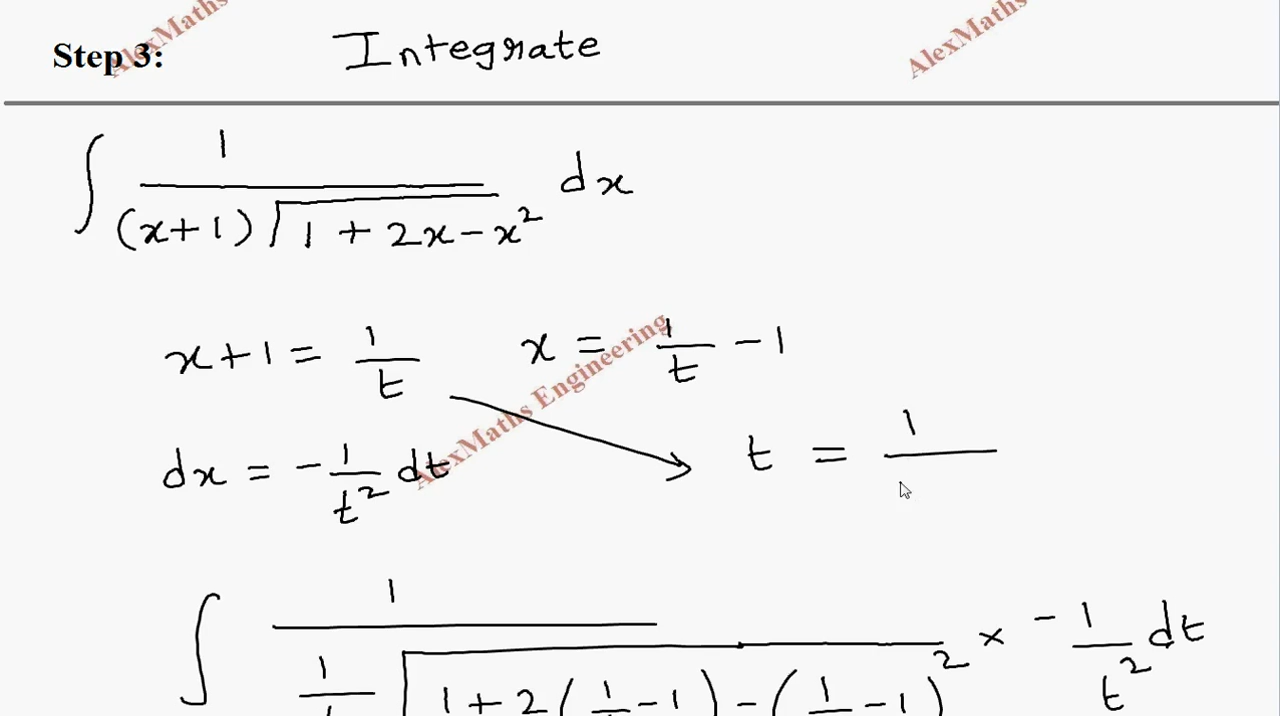 Step 3: Integrate
AlexMaths
AlexMaths
∫ 1/((x+1)√(1+2x-x²)) dx
x+1 = 1/t x = 1/t - 1
AlexMaths Engineering
dx = -1/t² dt → t = 1/
∫ 1/(1/t √(1+2(1/t-1)-(1/t-1)²)) × -1/t² dt